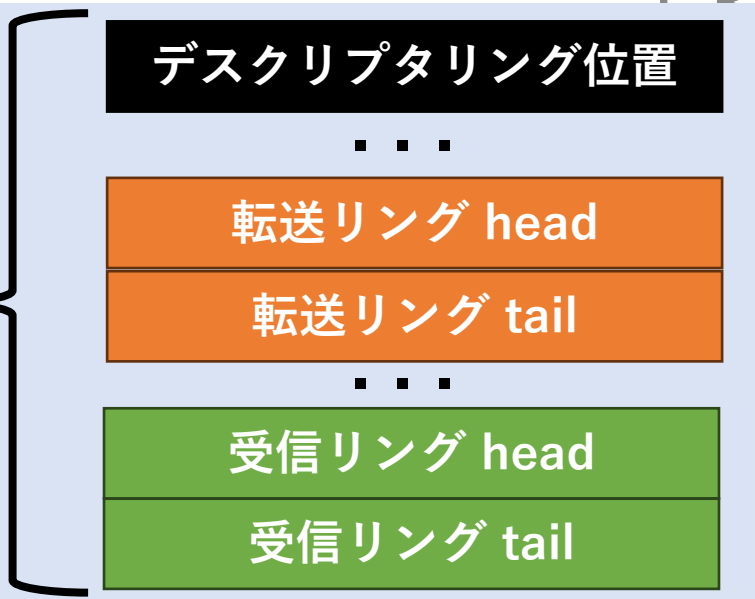 デスクリプタリング位置
・・・
転送リング head
転送リング tail
・・・
受信リング head
受信リング tail